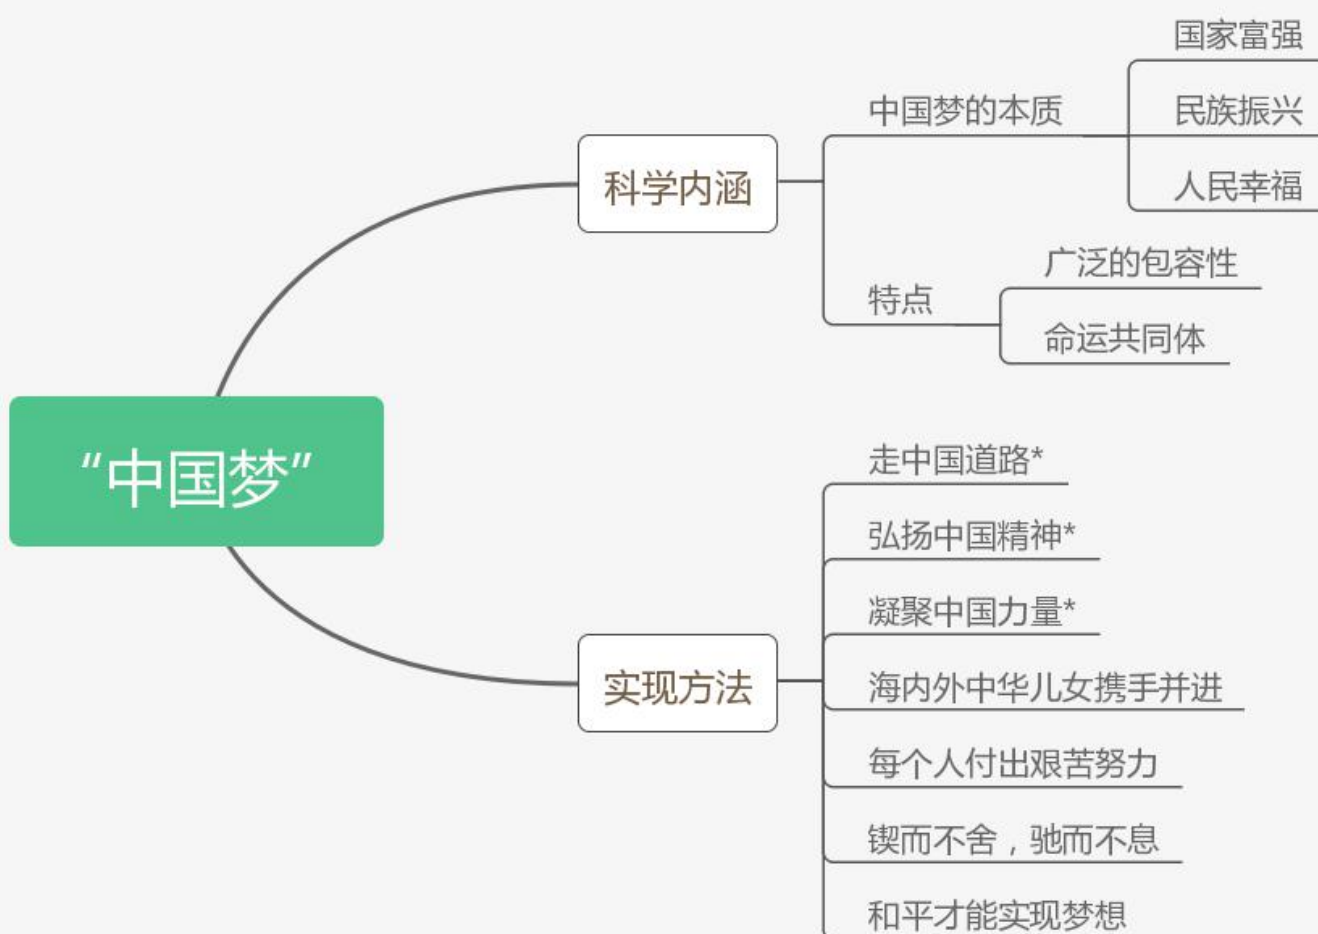 “中国梦”
科学内涵
中国梦的本质
国家富强
民族振兴
人民幸福
特点
广泛的包容性
命运共同体
实现方法
走中国道路*
弘扬中国精神*
凝聚中国力量*
海内外中华儿女携手并进
每个人付出艰苦努力
锲而不舍，驰而不息
和平才能实现梦想